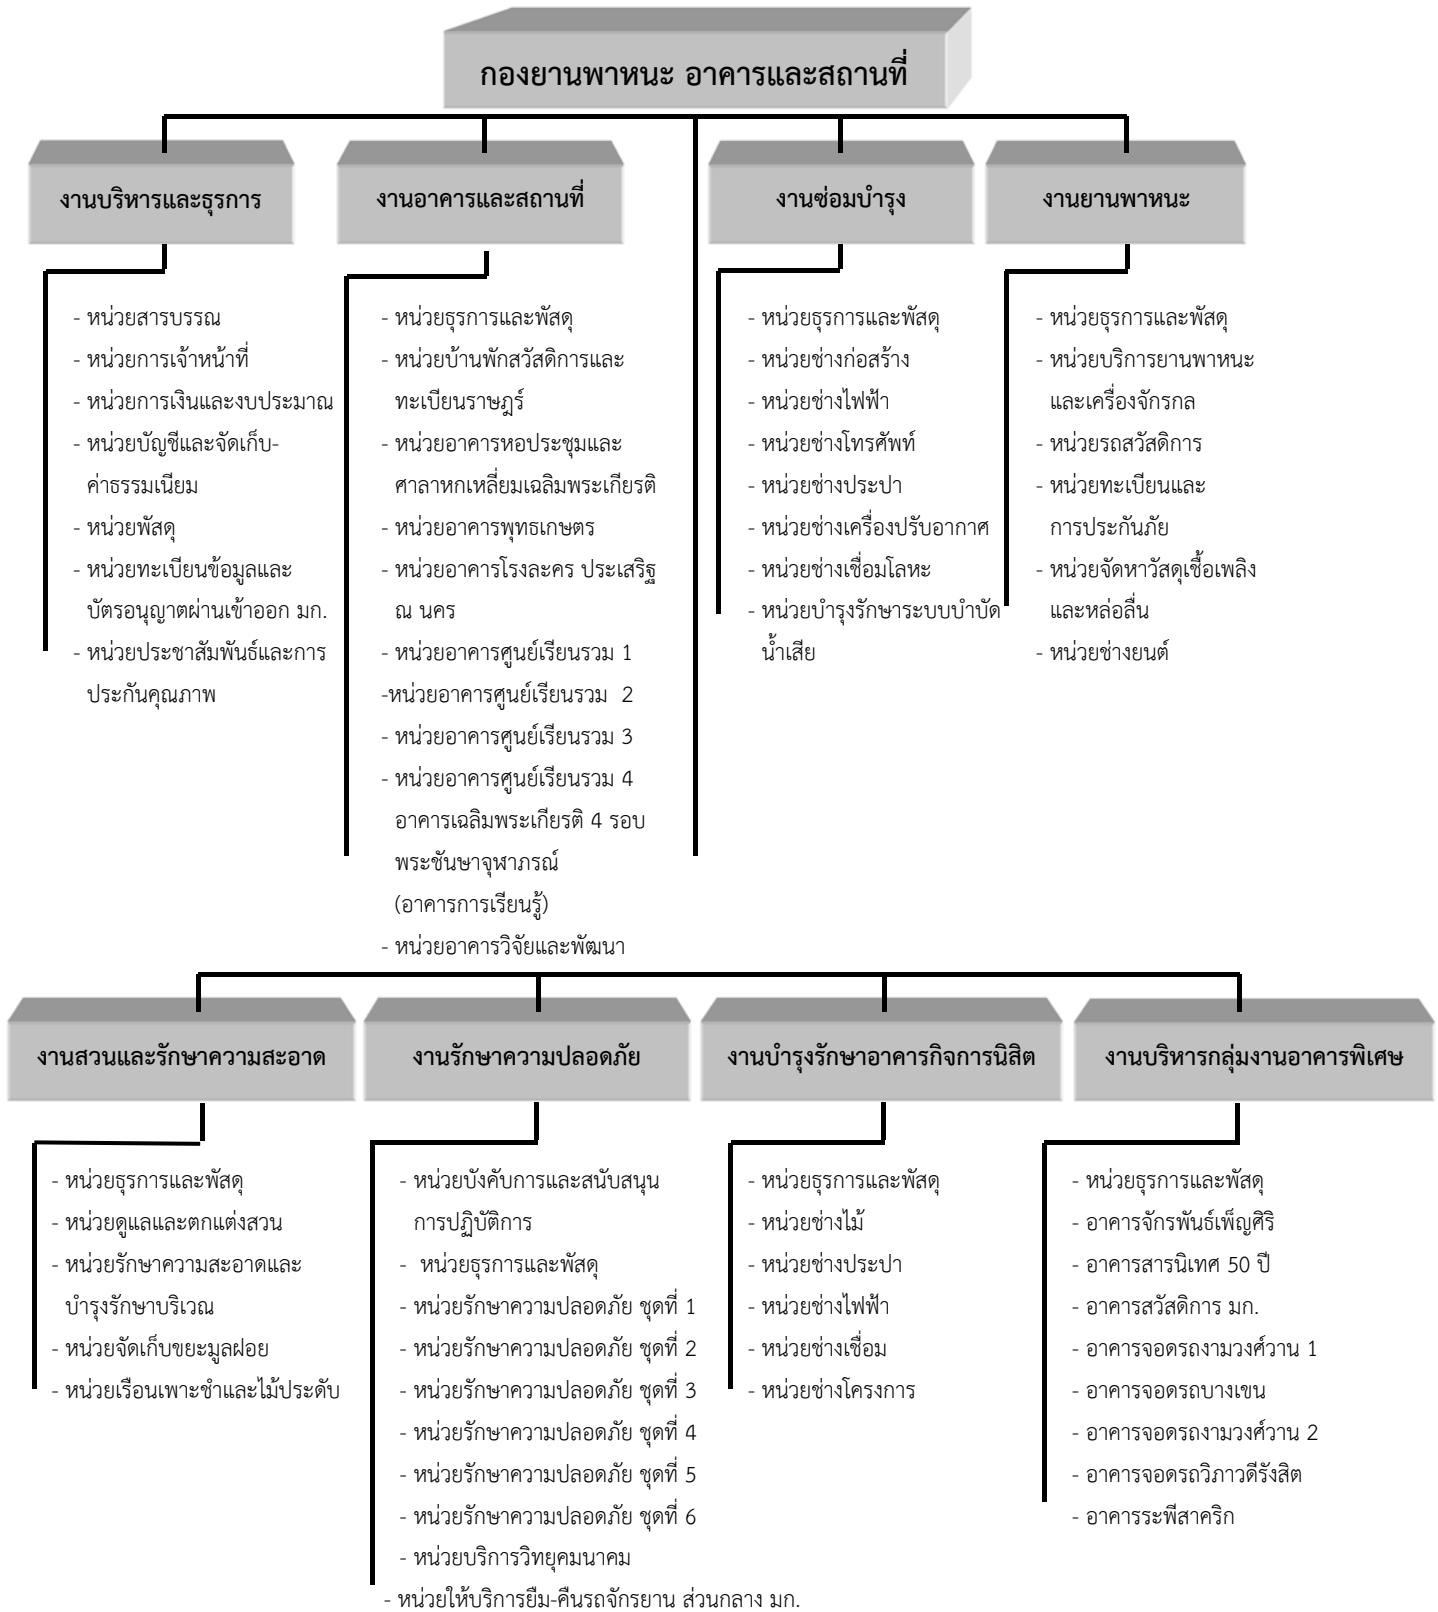 กองยานพาหนะ อาคารและสถานที่
งานบริหารและธุรการ
- หน่วยสารบรรณ
- หน่วยการเจ้าหน้าที่
- หน่วยการเงินและงบประมาณ
- หน่วยบัญชีและจัดเก็บ-
ค่าธรรมเนียม
- หน่วยพัสดุ
- หน่วยทะเบียนข้อมูลและ
บัตรอนุญาตผ่านเข้าออก มก.
- หน่วยประชาสัมพันธ์และการ
ประกันคุณภาพ
งานอาคารและสถานที่
- หน่วยธุรการและพัสดุ
- หน่วยบ้านพักสวัสดิการและ
ทะเบียนราษฎร์
- หน่วยอาคารหอประชุมและ
ศาลาหกเหลี่ยมเฉลิมพระเกียรติ
- หน่วยอาคารพุทธเกษตร
- หน่วยอาคารโรงละคร ประเสริฐ
ณ นคร
- หน่วยอาคารศูนย์เรียนรวม 1
-หน่วยอาคารศูนย์เรียนรวม 2
- หน่วยอาคารศูนย์เรียนรวม 3
- หน่วยอาคารศูนย์เรียนรวม 4
อาคารเฉลิมพระเกียรติ 4 รอบ
พระชันษาจุฬาภรณ์
(อาคารการเรียนรู้)
- หน่วยอาคารวิจัยและพัฒนา
งานซ่อมบำรุง
- หน่วยธุรการและพัสดุ
- หน่วยช่างก่อสร้าง
- หน่วยช่างไฟฟ้า
- หน่วยช่างโทรศัพท์
- หน่วยช่างประปา
- หน่วยช่างเครื่องปรับอากาศ
- หน่วยช่างเชื่อมโลหะ
- หน่วยบำรุงรักษาระบบบำบัด
น้ำเสีย
งานยานพาหนะ
- หน่วยธุรการและพัสดุ
- หน่วยบริการยานพาหนะ
และเครื่องจักรกล
- หน่วยรถสวัสดิการ
- หน่วยทะเบียนและ
การประกันภัย
- หน่วยจัดหาวัสดุเชื้อเพลิง
และหล่อลื่น
- หน่วยช่างยนต์
งานสวนและรักษาความสะอาด
- หน่วยธุรการและพัสดุ
- หน่วยดูแลและตกแต่งสวน
- หน่วยรักษาความสะอาดและ
บำรุงรักษาบริเวณ
- หน่วยจัดเก็บขยะมูลฝอย
- หน่วยเรือนเพาะชำและไม้ประดับ
งานรักษาความปลอดภัย
- หน่วยบังคับการและสนับสนุน
การปฏิบัติการ
- หน่วยธุรการและพัสดุ
- หน่วยรักษาความปลอดภัย ชุดที่ 1
- หน่วยรักษาความปลอดภัย ชุดที่ 2
- หน่วยรักษาความปลอดภัย ชุดที่ 3
- หน่วยรักษาความปลอดภัย ชุดที่ 4
- หน่วยรักษาความปลอดภัย ชุดที่ 5
- หน่วยรักษาความปลอดภัย ชุดที่ 6
- หน่วยบริการวิทยุคมนาคม
- หน่วยให้บริการยืม-คืนรถจักรยาน ส่วนกลาง มก.
งานบำรุงรักษาอาคารกิจการนิสิต
- หน่วยธุรการและพัสดุ
- หน่วยช่างไม้
- หน่วยช่างประปา
- หน่วยช่างไฟฟ้า
- หน่วยช่างเชื่อม
- หน่วยช่างโครงการ
งานบริหารกลุ่มงานอาคารพิเศษ
- หน่วยธุรการและพัสดุ
- อาคารจักรพันธ์เพ็ญศิริ
- อาคารสารนิเทศ 50 ปี
- อาคารสวัสดิการ มก.
- อาคารจอดรถงามวงศ์วาน 1
- อาคารจอดรถบางเขน
- อาคารจอดรถงามวงศ์วาน 2
- อาคารจอดรถวิภาวดีรังสิต
- อาคารระพีสาคริก